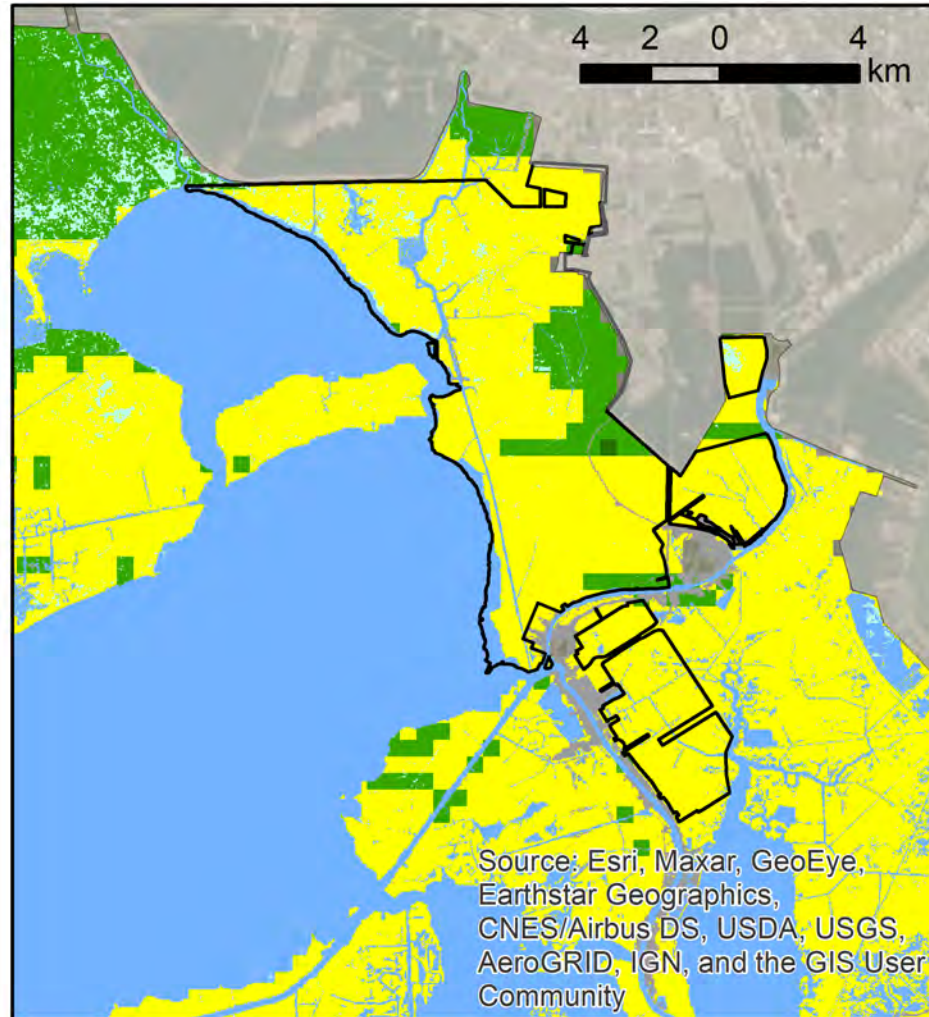 4 2 0 4
km
Source: Esri, Maxar, GeoEye,
Earthstar Geographics,
CNES/Airbus DS, USDA, USGS,
AeroGRID, IGN, and the GIS User
Community